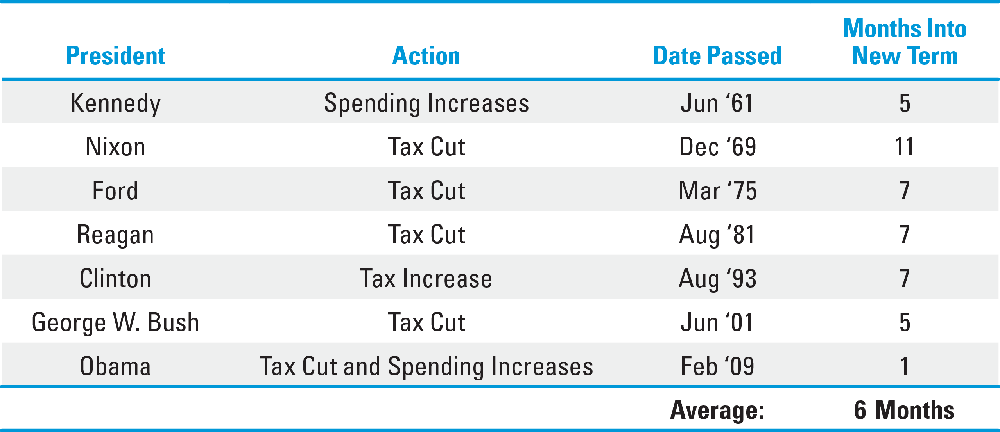 President Action Date Passed Months Into New Term
Kennedy Spending Increases Jun ‘61 5
Nixon Tax Cut Dec ‘69 11
Ford Tax Cut Mar ‘75 7
Reagan Tax Cut Aug ‘81 7
Clinton Tax Increase Aug ‘93 7
George W. Bush Tax Cut Jun ‘01 5
Obama Tax Cut and Spending Increases Feb ‘09 1
Average: 6 Months